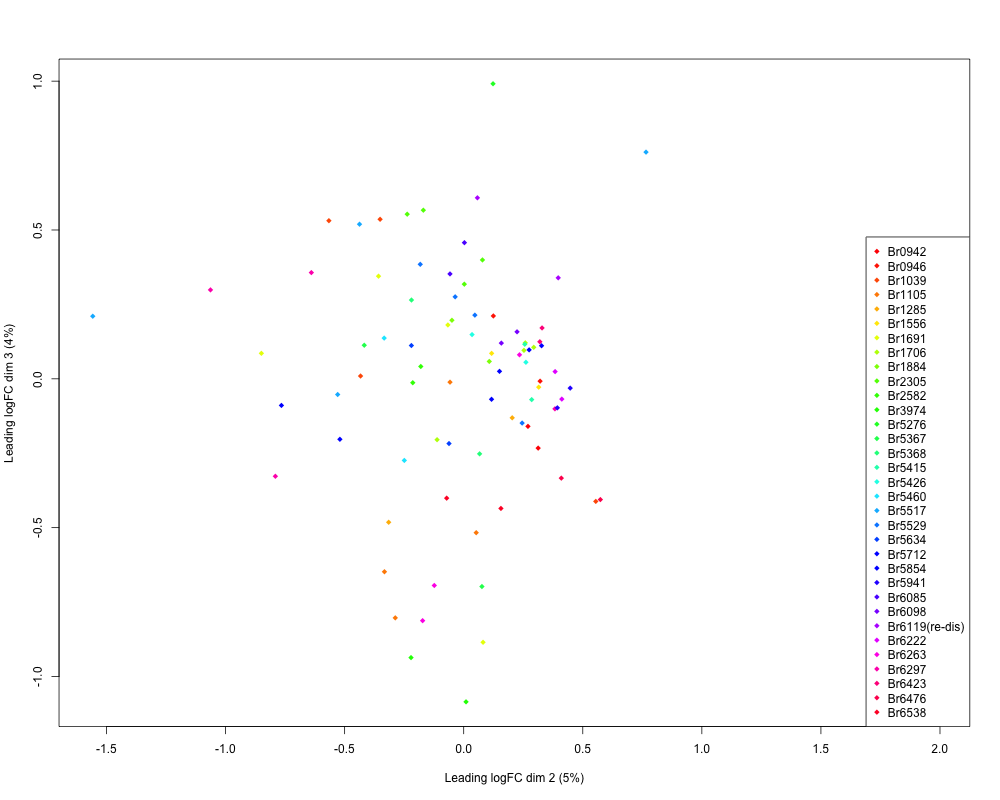 1.0
0.5
0.0
-0.5
-1.0
Leading logFC dim 3 (4%)
Br0942
Br0946
Br1039
Br1105
Br1285
Br1556
Br1691
Br1706
Br1884
Br2305
Br2582
Br3974
Br5276
Br5367
Br5368
Br5415
Br5426
Br5460
Br5517
Br5529
Br5634
Br5712
Br5854
Br5941
Br6085
Br6098
Br6119(re-dis)
Br6222
Br6263
Br6297
Br6423
Br6476
Br6538
-1.5 -1.0 -0.5 0.0 0.5 1.0 1.5 2.0
Leading logFC dim 2 (5%)